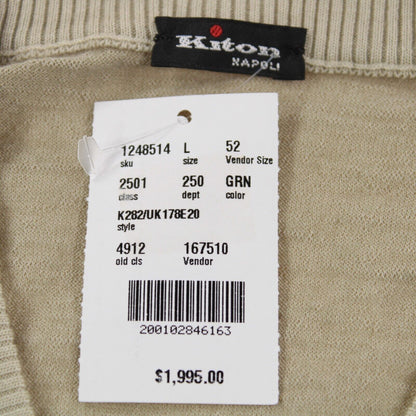 Kiton
NAPOLI
1248514 L 52
sku size Vendor Size
2501 250 GRN
class dept color
K282/UK178E20
style
4912 167510
old cls Vendor
200102846163
$1,995.00